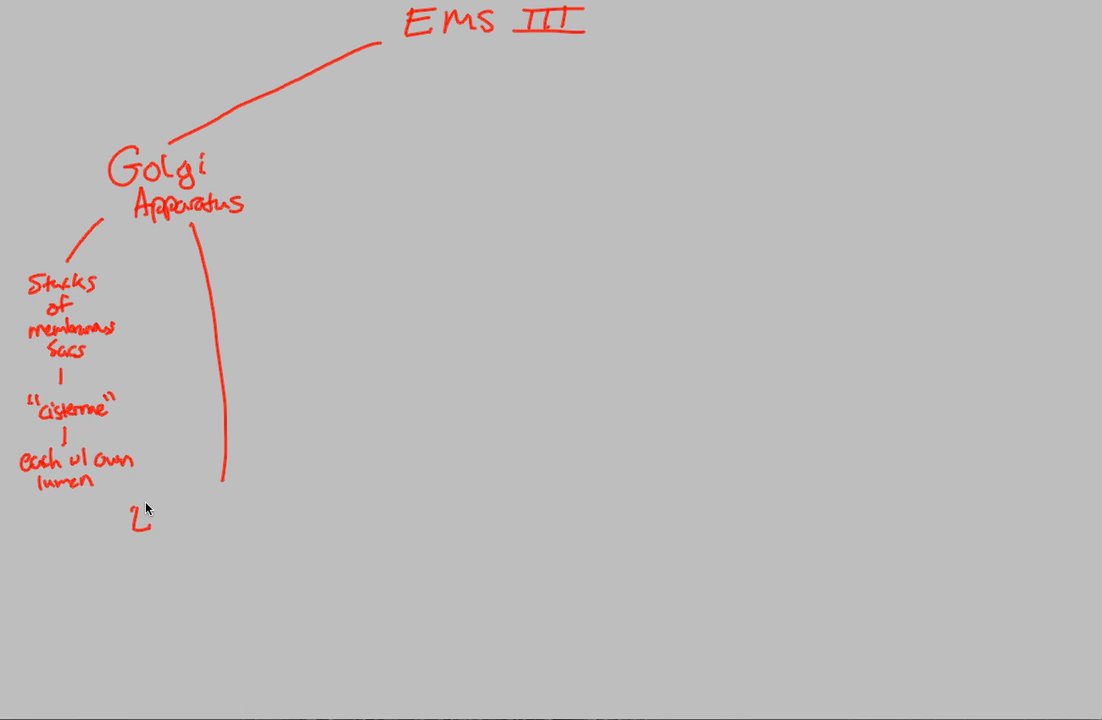 EMS III
Golgi
Apparatus
Stacks
of
membranous
Sacs
"cisternae"
each w/ own
lumen
L